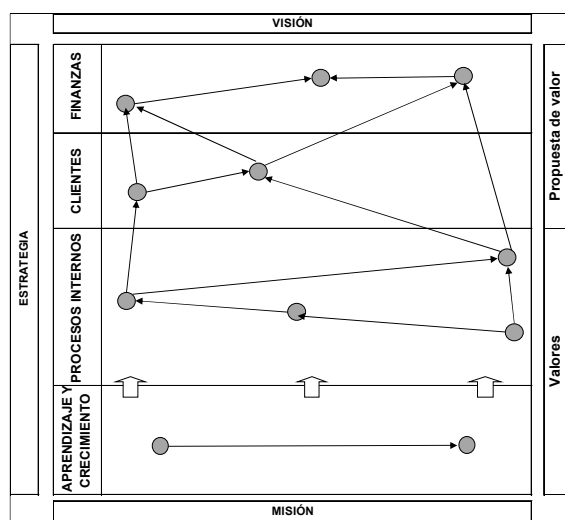 VISIÓN
ESTRATEGIA
FINANZAS
CLIENTES
PROCESOS INTERNOS
APRENDIZAJE Y
CRECIMIENTO
Propuesta de valor
Valores
MISIÓN